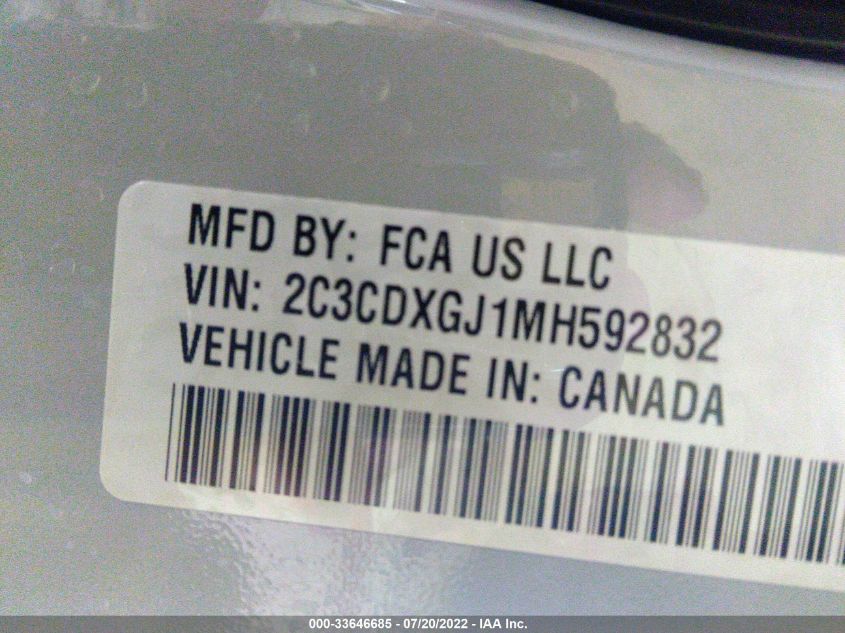 MFD BY: FCA US LLC
VIN: 2C3CDXGJ1MH592832
VEHICLE MADE IN: CANADA
000-33646685 - 07/20/2022 - IAA Inc.